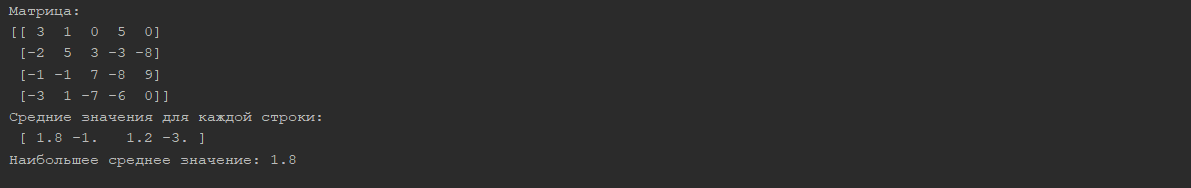 Матрица:
[[ 3  1  0  5  0]
 [-2  5  3 -3 -8]
 [-1 -1  7 -8  9]
 [-3  1 -7 -6  0]]
Средние значения для каждой строки:
 [ 1.8 -1.   1.2 -3. ]
Наибольшее среднее значение: 1.8